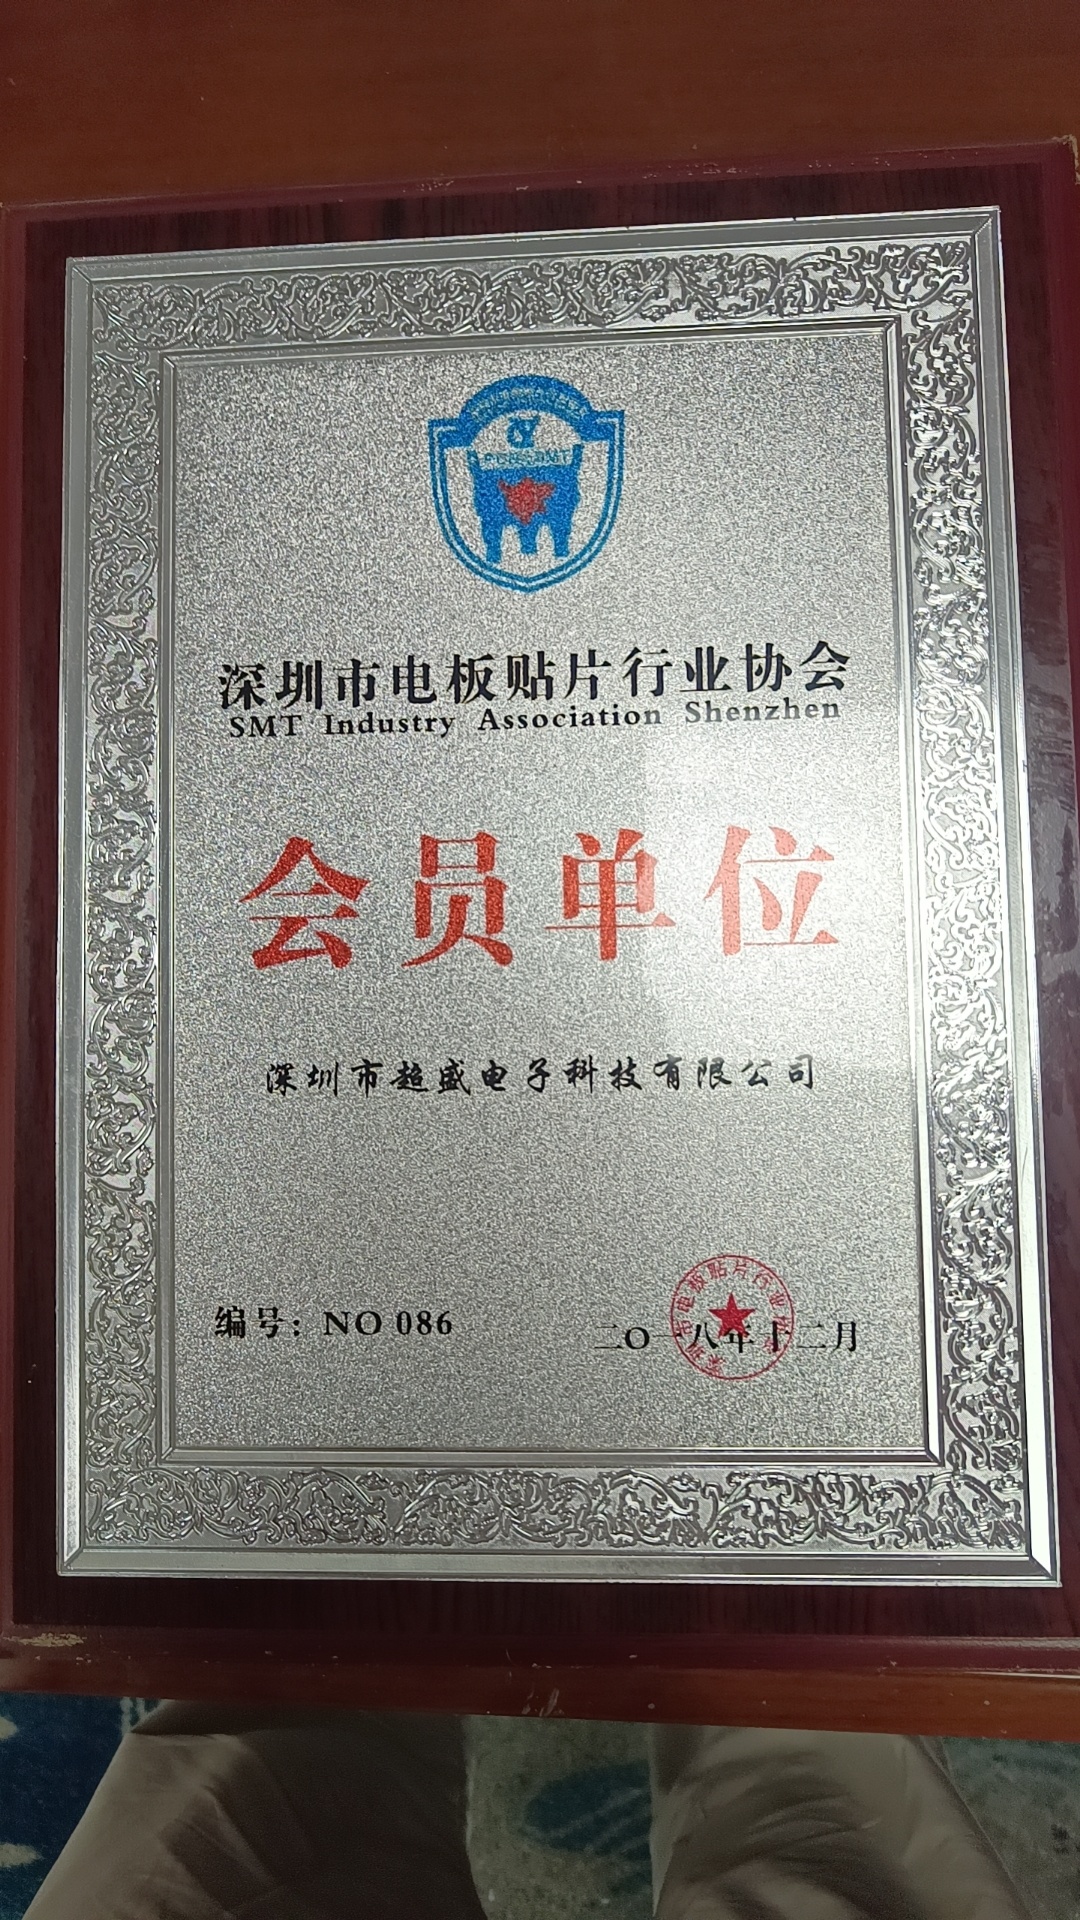 深圳市电板贴片行业协会
SMT Industry Association Shenzhen
会员单位
深圳市超盛电子科技有限公司
编号：NO 086
二〇一八年十二月